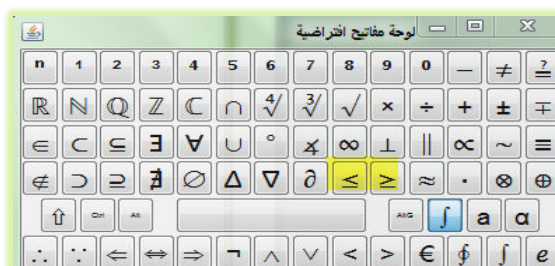 لوحة مفاتيح افتراضية
ⁿ ¹ ² ³ ⁴ ⁵ ⁶ ⁷ ⁸ ⁹ ⁰ _ ≠ ≟
ℝ ℕ ℚ ℤ ℂ ∩ ∜ ∛ √ × ÷ + ± ∓
∈ ⊂ ⊆ ∃ ∀ ∪ ° ∡ ∞ ⊥ ∥ ∝ ~ ≡
∉ ⊃ ⊇ ∄ ∅ Δ ∇ ∂ ≤ ≥ ≈ · ⊗ ⊕
⇧ Ctrl Alt AltG ∫ a α
∴ ∵ ⇐ ⇔ ⇒ ¬ ∧ ∨ < > € ∮ ∫ e